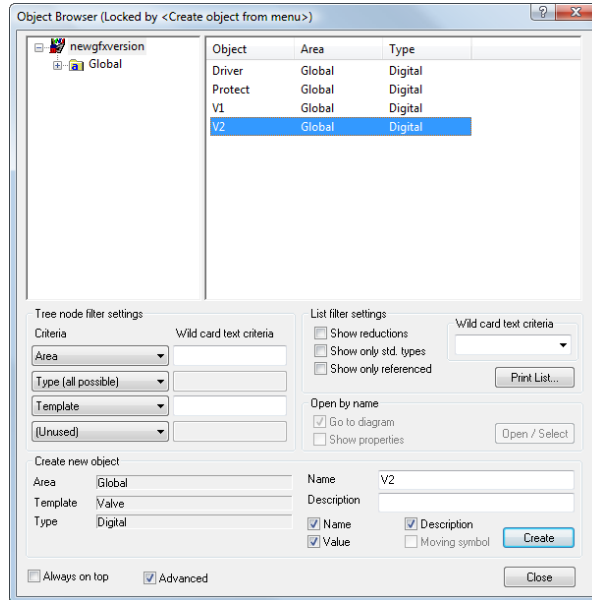 Object Browser (Locked by <Create object from menu>)
newgfxversion
Global
Object Area Type
Driver Global Digital
Protect Global Digital
V1 Global Digital
V2 Global Digital
Tree node filter settings
Criteria Wild card text criteria
Area
Type (all possible)
Template
(Unused)
List filter settings
Show reductions
Show only std. types
Show only referenced
Wild card text criteria
Print List...
Open by name
Go to diagram
Show properties
Open / Select
Create new object
Area Global
Template Valve
Type Digital
Name V2
Description
Name Description
Value Moving symbol
Create
Always on top Advanced
Close